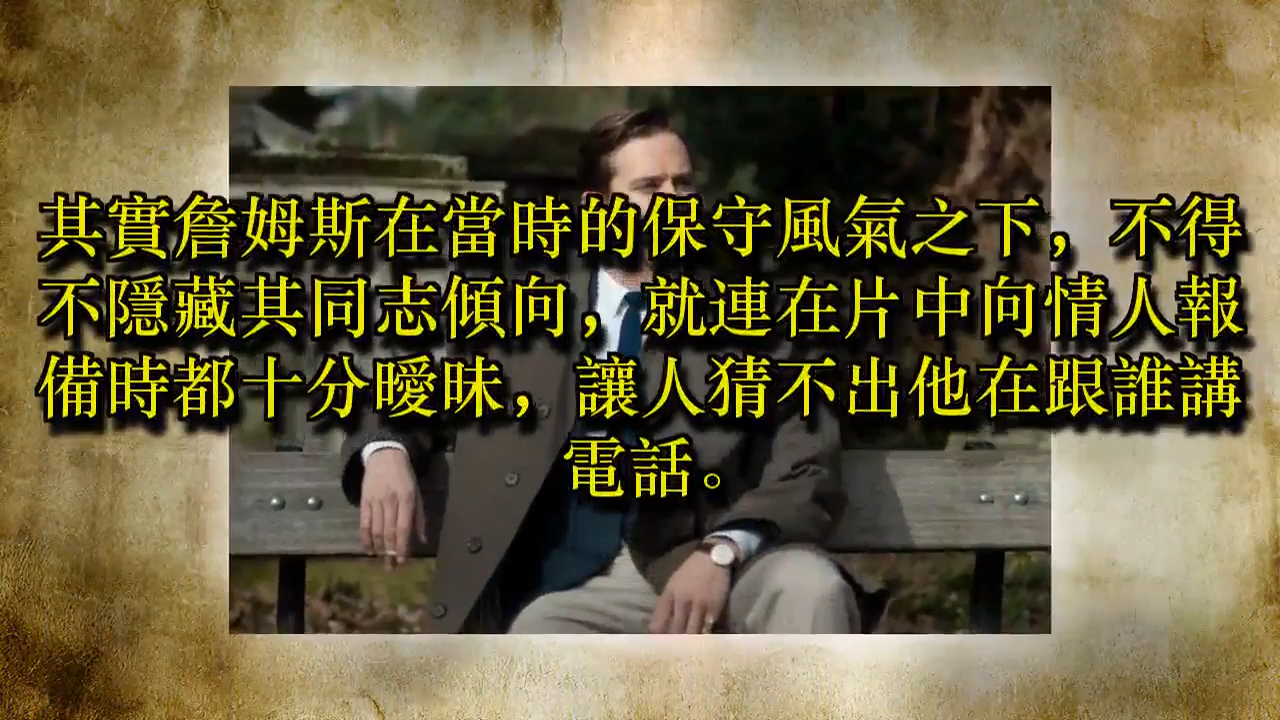 其實詹姆斯在當時的保守風氣之下，不得
不隱藏其同志傾向，就連在片中向情人報
備時都十分曖昧，讓人猜不出他在跟誰講
電話。